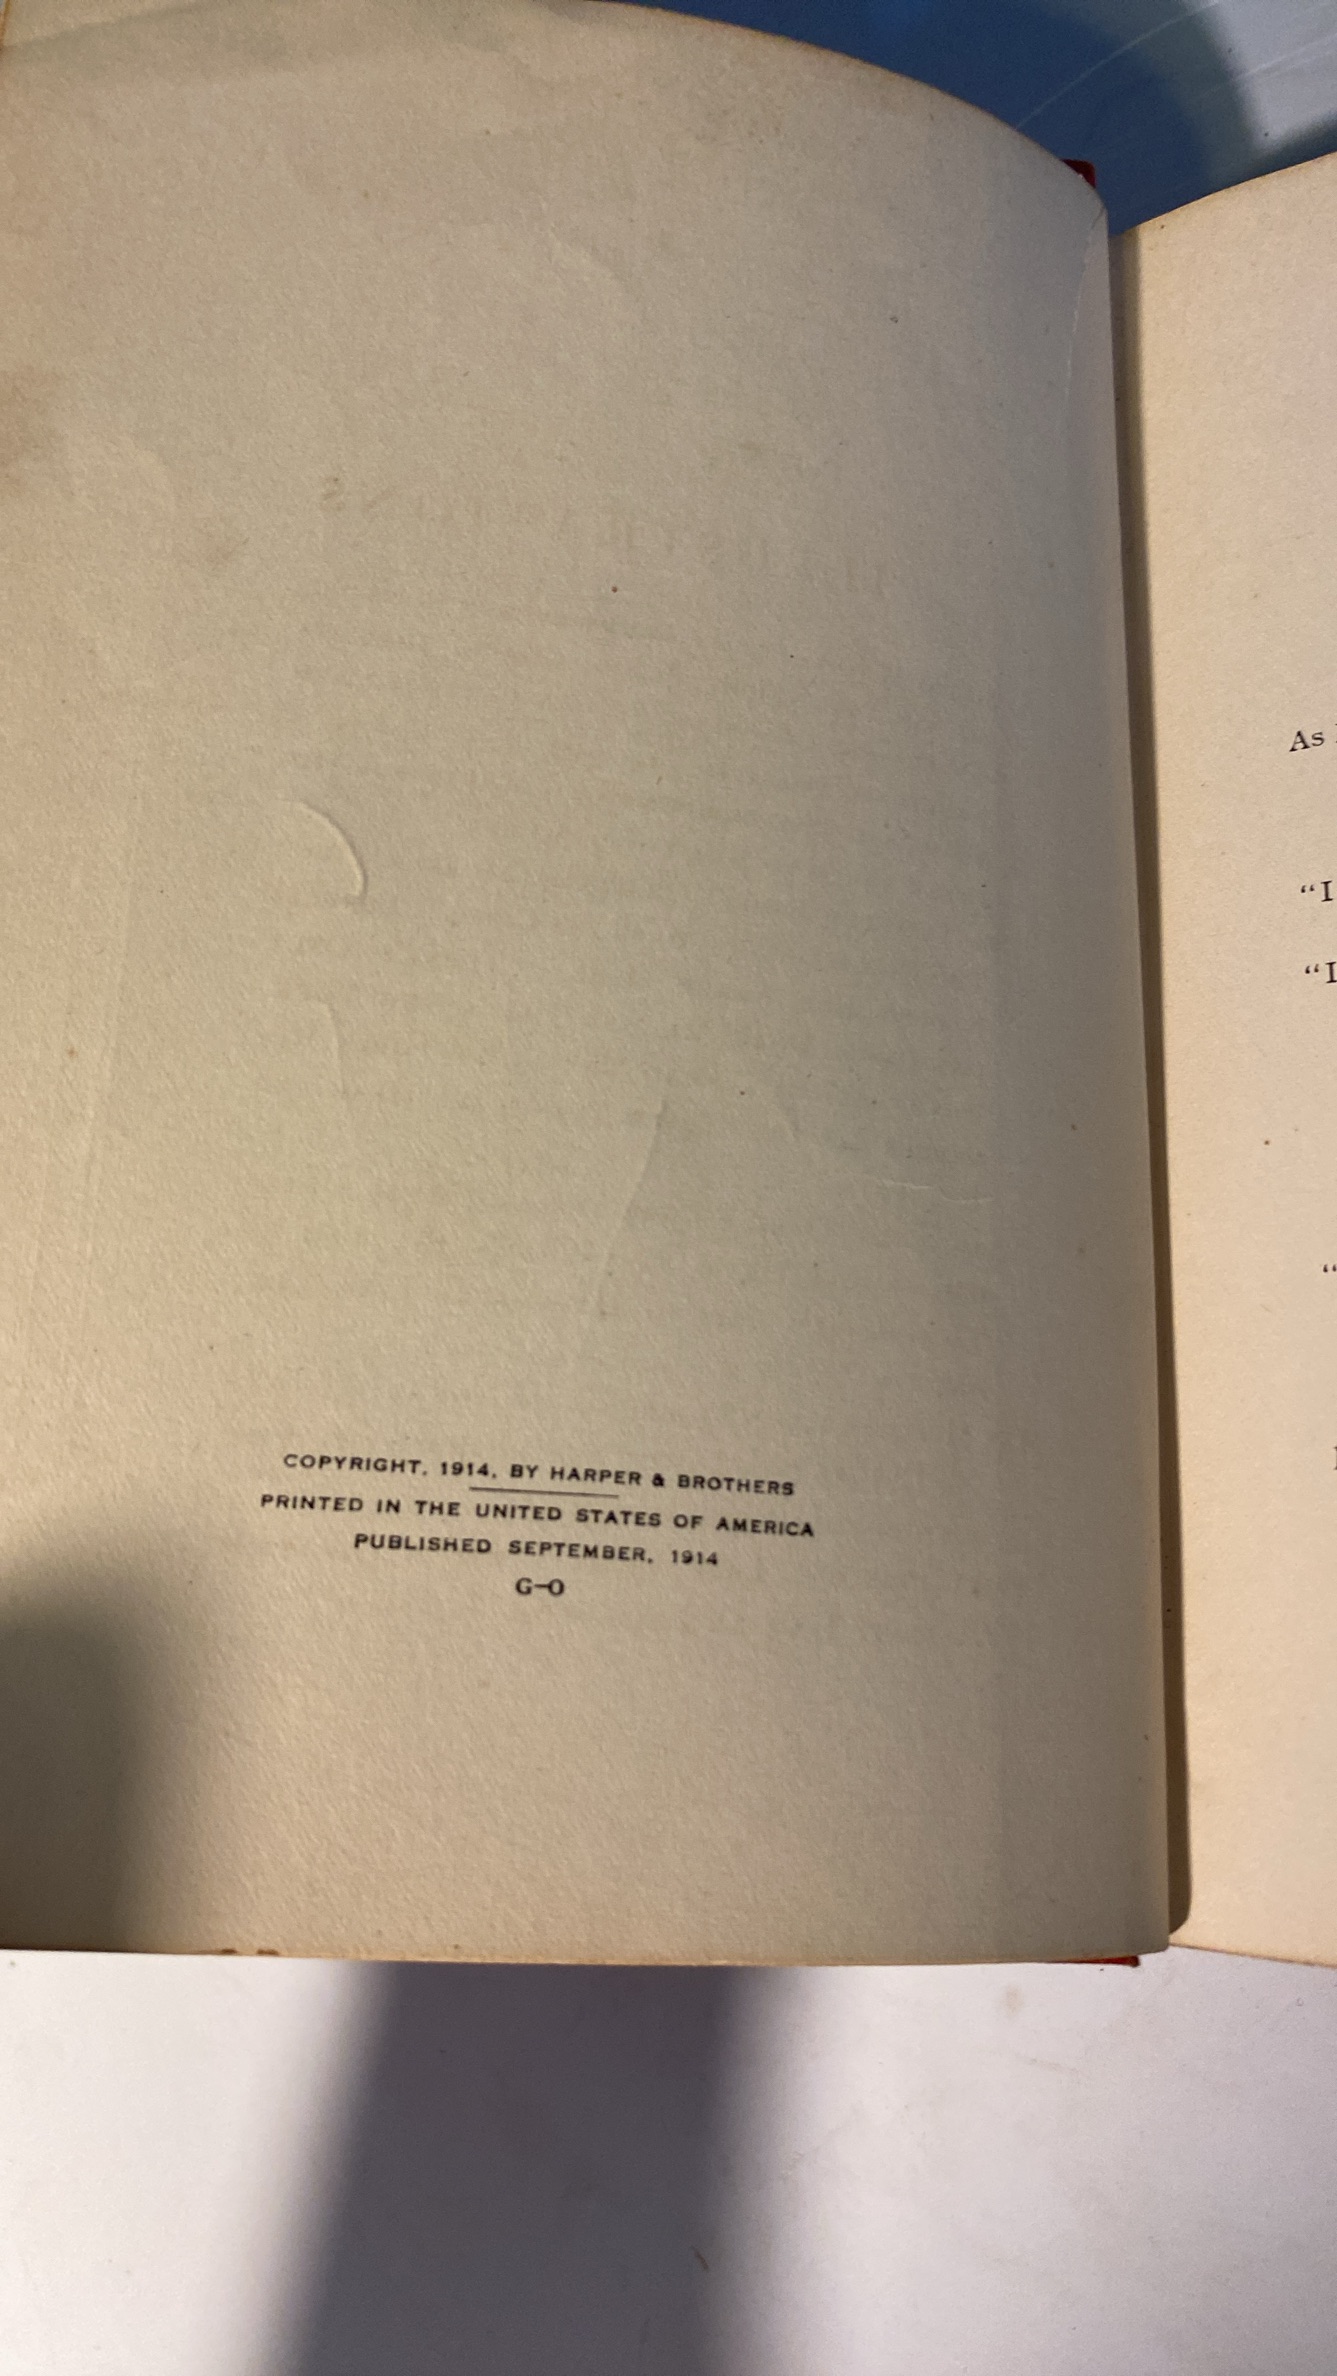 COPYRIGHT, 1914, BY HARPER & BROTHERS
PRINTED IN THE UNITED STATES OF AMERICA
PUBLISHED SEPTEMBER, 1914
G–O
As
“I
“I
“